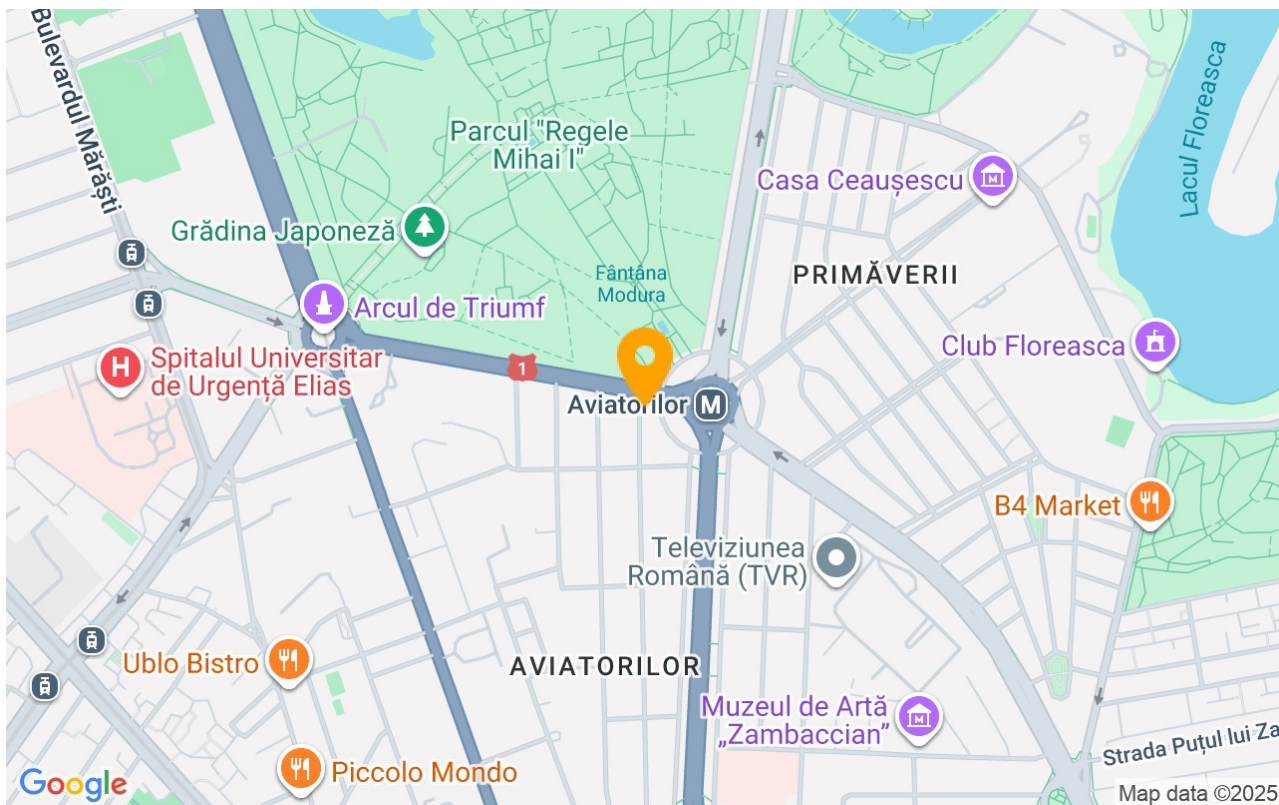 Bulevardul Mărăști
Parcul "Regele
Mihai I"
Lacul Floreasca
Casa Ceaușescu
Grădina Japoneză
Fântâna
Modura
PRIMĂVERII
Arcul de Triumf
Club Floreasca
H
Spitalul Universitar
de Urgență Elias
1
Aviatorilor M
B4 Market
Televiziunea
Română (TVR)
Ublo Bistro
AVIATORILOR
Muzeul de Artă
„Zambaccian”
Strada Puțul lui Za
Piccolo Mondo
Google
Map data ©2025